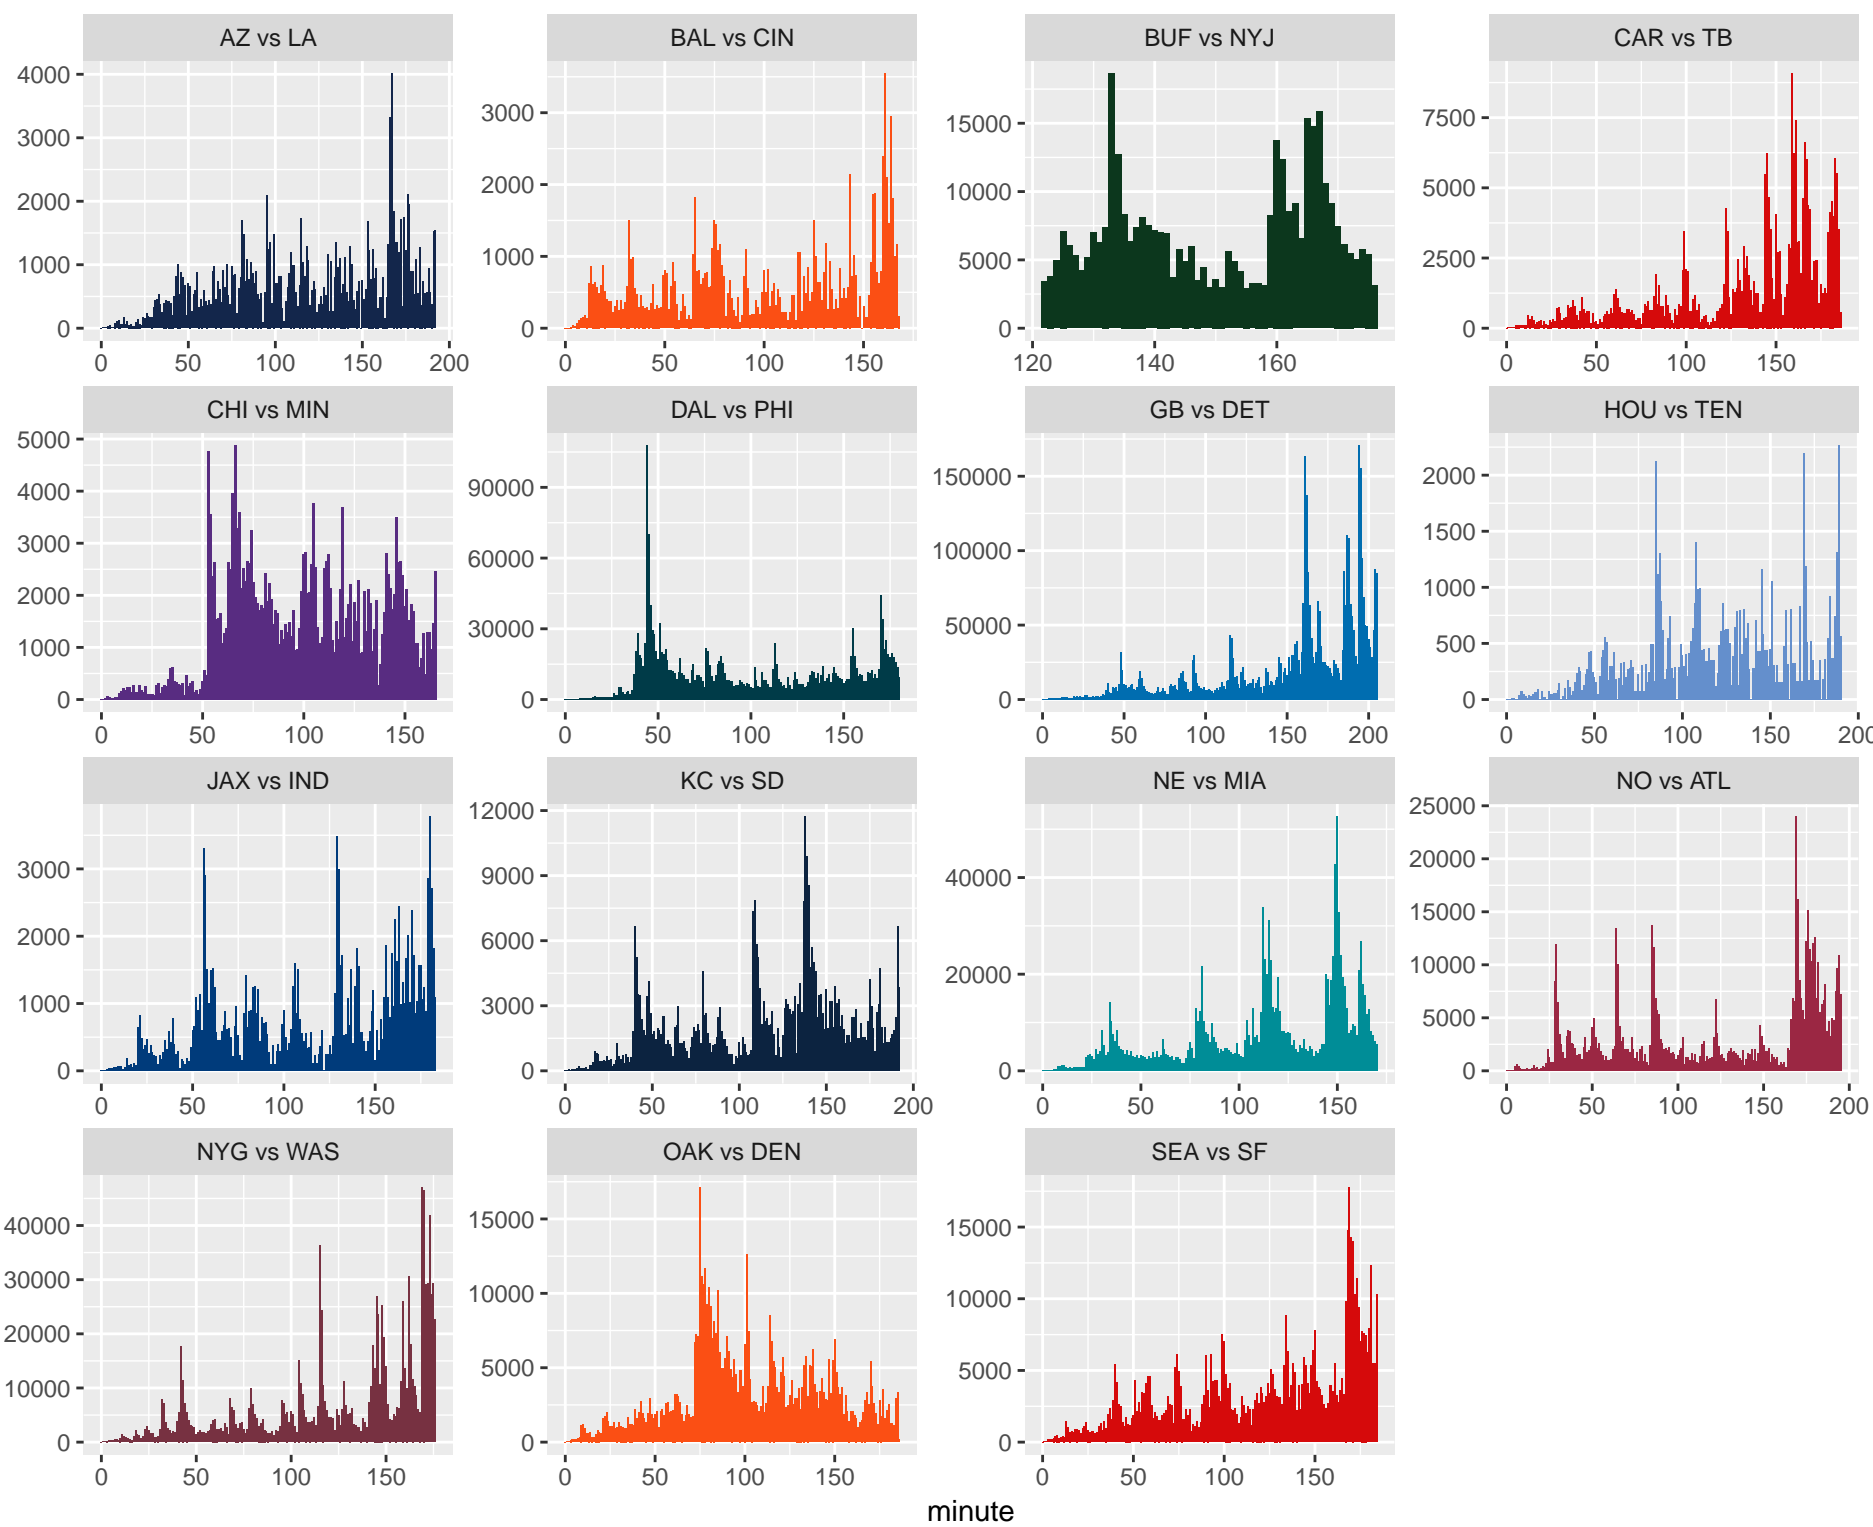 AZ vs LA
BAL vs CIN
BUF vs NYJ
CAR vs TB
4000
3000
2000
1000
0
0 50 100 150 200
3000
2000
1000
0
0 50 100 150
15000
10000
5000
0
120 140 160
7500
5000
2500
0
0 50 100 150
CHI vs MIN
DAL vs PHI
GB vs DET
HOU vs TEN
5000
4000
3000
2000
1000
0
0 50 100 150
90000
60000
30000
0
0 50 100 150
150000
100000
50000
0
0 50 100 150 200
2000
1500
1000
500
0
0 50 100 150 200
JAX vs IND
KC vs SD
NE vs MIA
NO vs ATL
3000
2000
1000
0
0 50 100 150
12000
9000
6000
3000
0
0 50 100 150 200
40000
20000
0
0 50 100 150
25000
20000
15000
10000
5000
0
0 50 100 150 200
NYG vs WAS
OAK vs DEN
SEA vs SF
40000
30000
20000
10000
0
0 50 100 150
15000
10000
5000
0
0 50 100 150
15000
10000
5000
0
0 50 100 150
minute